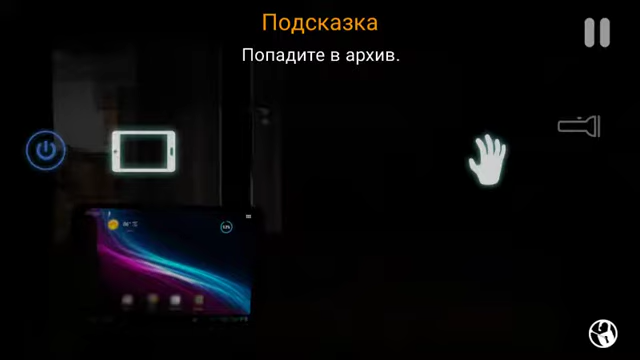 Подсказка
Попадите в архив.